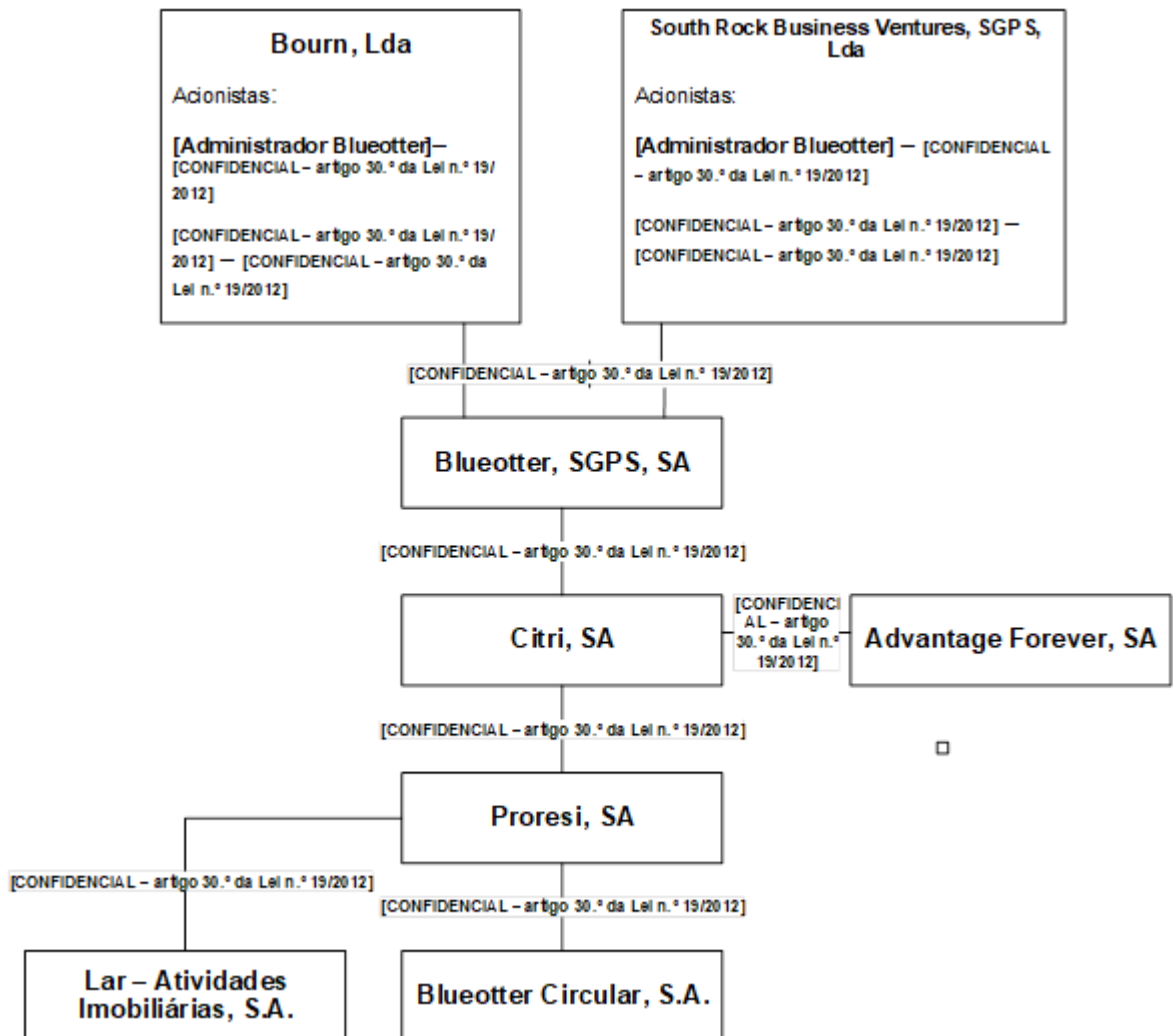 Bourn, Lda
Acionistas:
[Administrador Blueotter]–
[CONFIDENCIAL – artigo 30.º da Lei n.º 19/
2012]
[CONFIDENCIAL – artigo 30.º da Lei n.º 19/
2012] – [CONFIDENCIAL – artigo 30.º da
Lei n.º 19/2012]
South Rock Business Ventures, SGPS,
Lda
Acionistas:
[Administrador Blueotter] – [CONFIDENCIAL
– artigo 30.º da Lei n.º 19/2012]
[CONFIDENCIAL – artigo 30.º da Lei n.º 19/2012] –
[CONFIDENCIAL – artigo 30.º da Lei n.º 19/2012]
[CONFIDENCIAL – artigo 30.º da Lei n.º 19/2012]
Blueotter, SGPS, SA
[CONFIDENCIAL – artigo 30.º da Lei n.º 19/2012]
Citri, SA
[CONFIDENCI
AL – artigo
30.º da Lei n.º
19/2012]
Advantage Forever, SA
[CONFIDENCIAL – artigo 30.º da Lei n.º 19/2012]
Proresi, SA
[CONFIDENCIAL – artigo 30.º da Lei n.º 19/2012]
[CONFIDENCIAL – artigo 30.º da Lei n.º 19/2012]
Lar – Atividades
Imobiliárias, S.A.
Blueotter Circular, S.A.